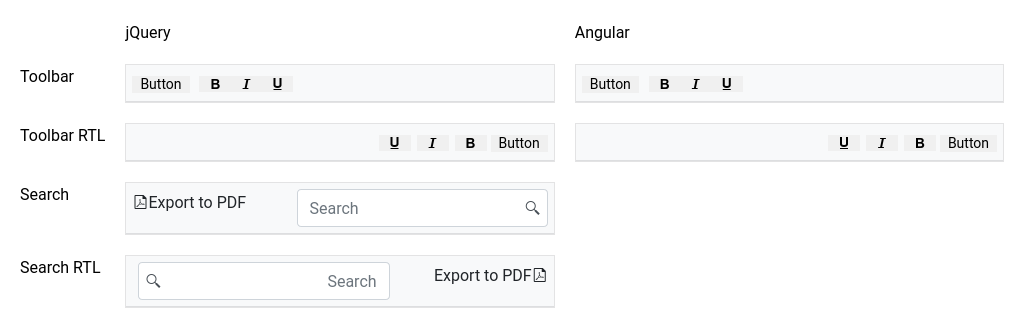 jQuery Angular
Toolbar Button B I U Button B I U
Toolbar RTL U I B Button U I B Button
Search Export to PDF Search
Search RTL Search Export to PDF